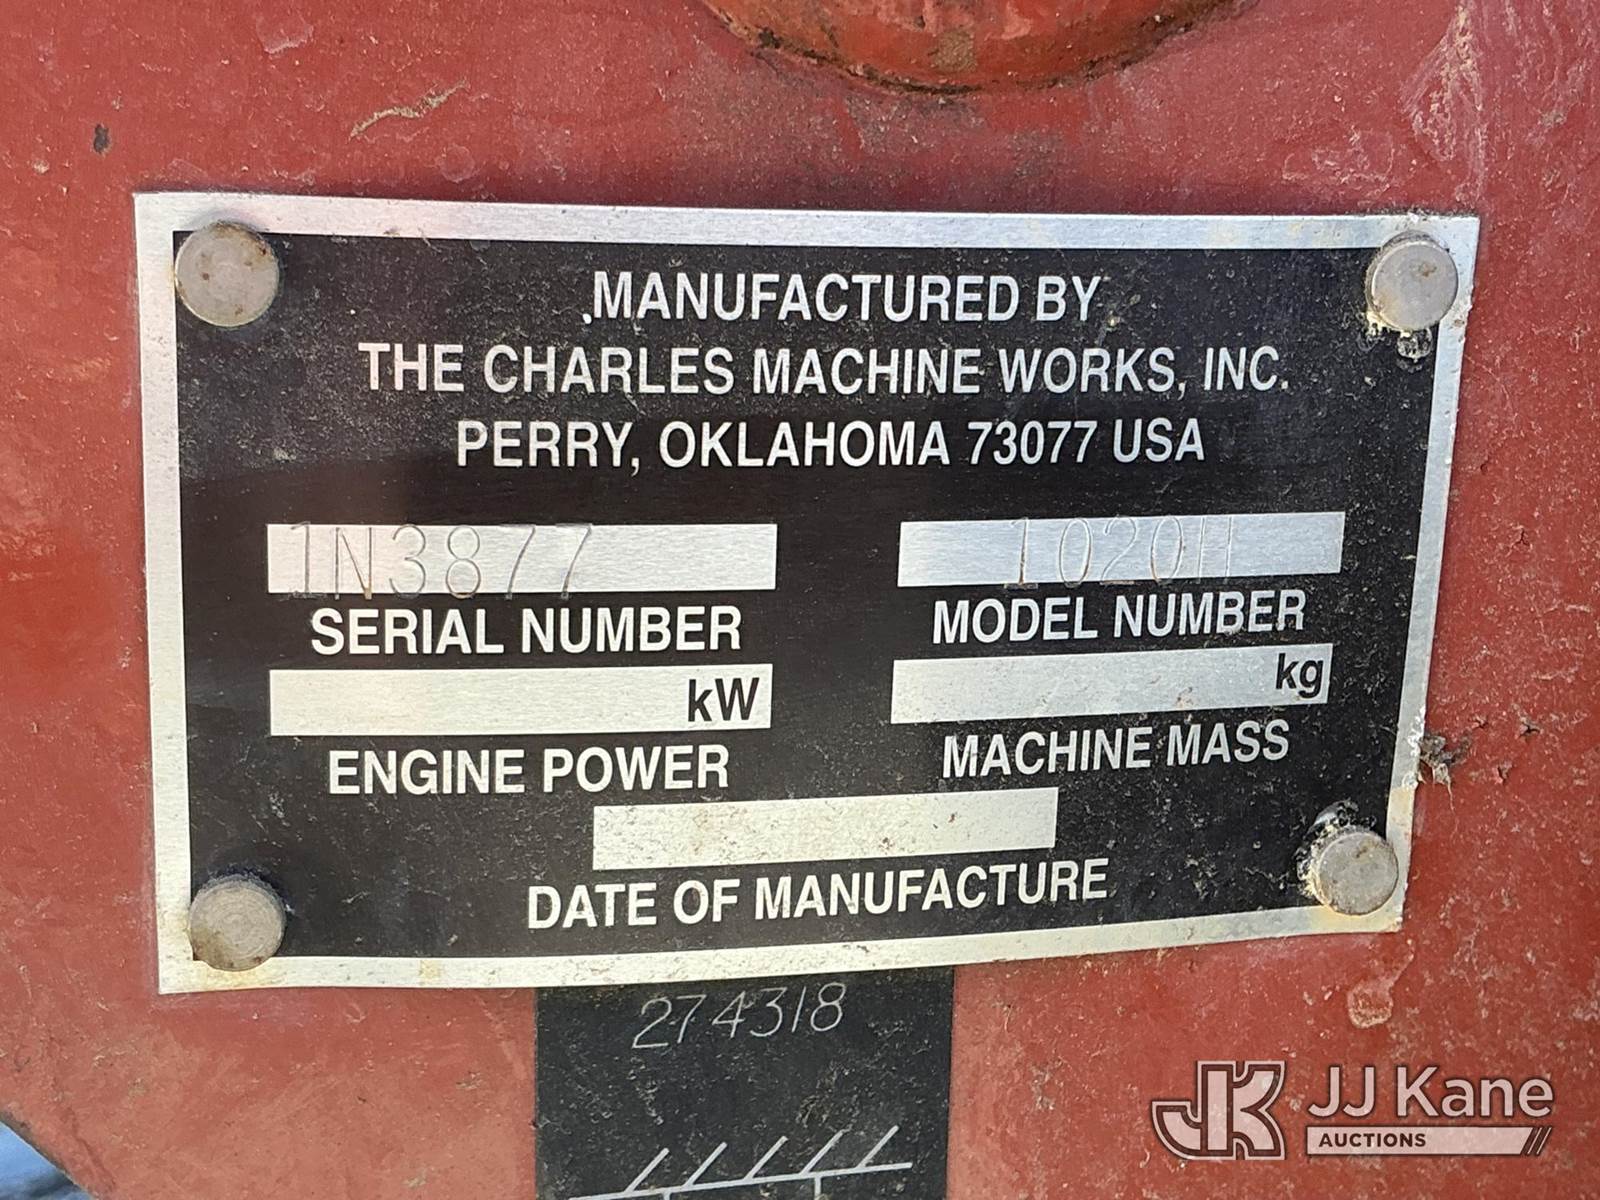 MANUFACTURED BY
THE CHARLES MACHINE WORKS, INC.
PERRY, OKLAHOMA 73077 USA
1N3877 1020H
SERIAL NUMBER MODEL NUMBER
kW kg
ENGINE POWER MACHINE MASS
DATE OF MANUFACTURE
274318
JK JJ Kane
AUCTIONS